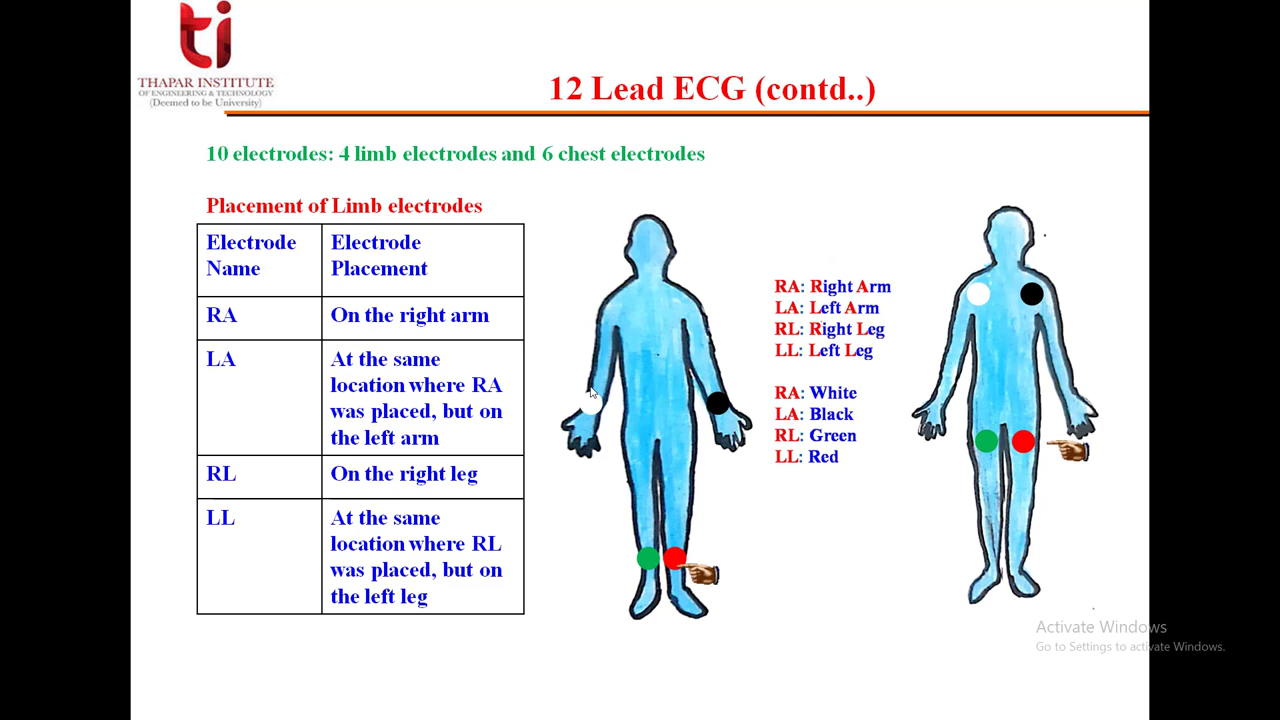 ti
THAPAR INSTITUTE
OF ENGINEERING & TECHNOLOGY
(Deemed to be University)
12 Lead ECG (contd..)
10 electrodes: 4 limb electrodes and 6 chest electrodes
Placement of Limb electrodes
Electrode
Name
Electrode
Placement
RA
On the right arm
LA
At the same
location where RA
was placed, but on
the left arm
RL
On the right leg
LL
At the same
location where RL
was placed, but on
the left leg
RA: Right Arm
LA: Left Arm
RL: Right Leg
LL: Left Leg
RA: White
LA: Black
RL: Green
LL: Red
Activate Windows
Go to Settings to activate Windows.